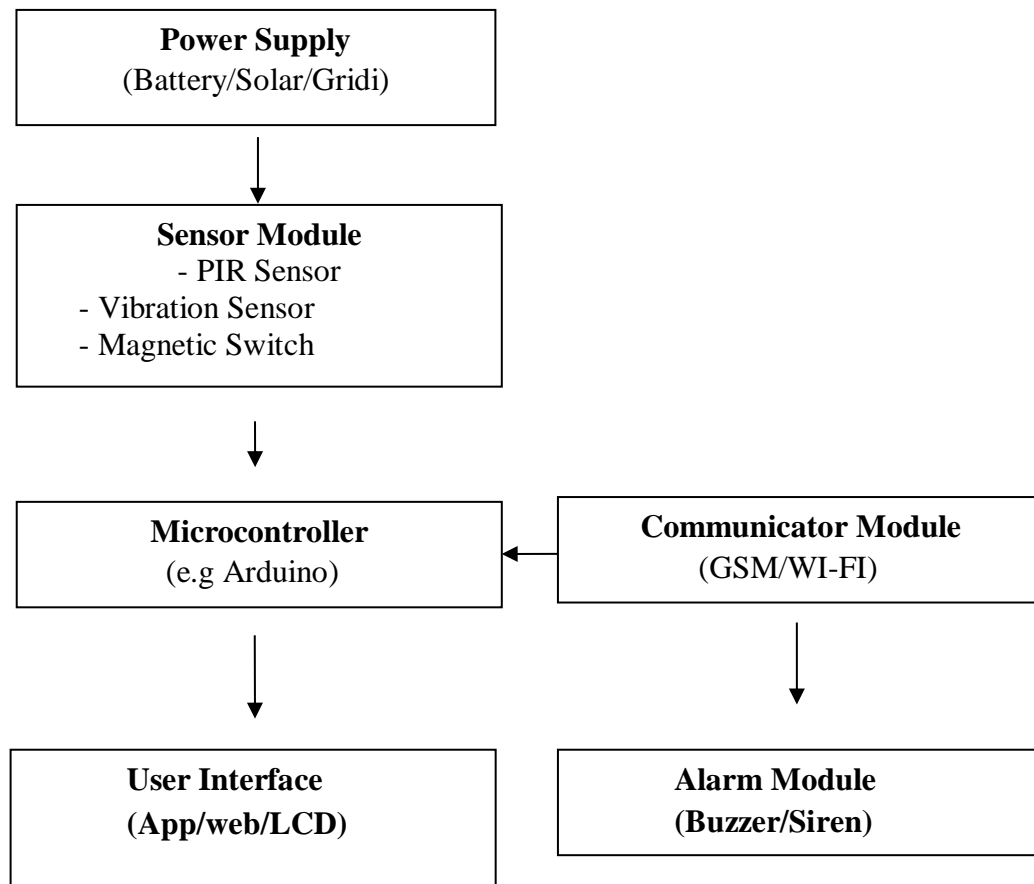 Power Supply
(Battery/Solar/Gridi)
Sensor Module
- PIR Sensor
- Vibration Sensor
- Magnetic Switch
Microcontroller
(e.g Arduino)
Communicator Module
(GSM/WI-FI)
User Interface
(App/web/LCD)
Alarm Module
(Buzzer/Siren)